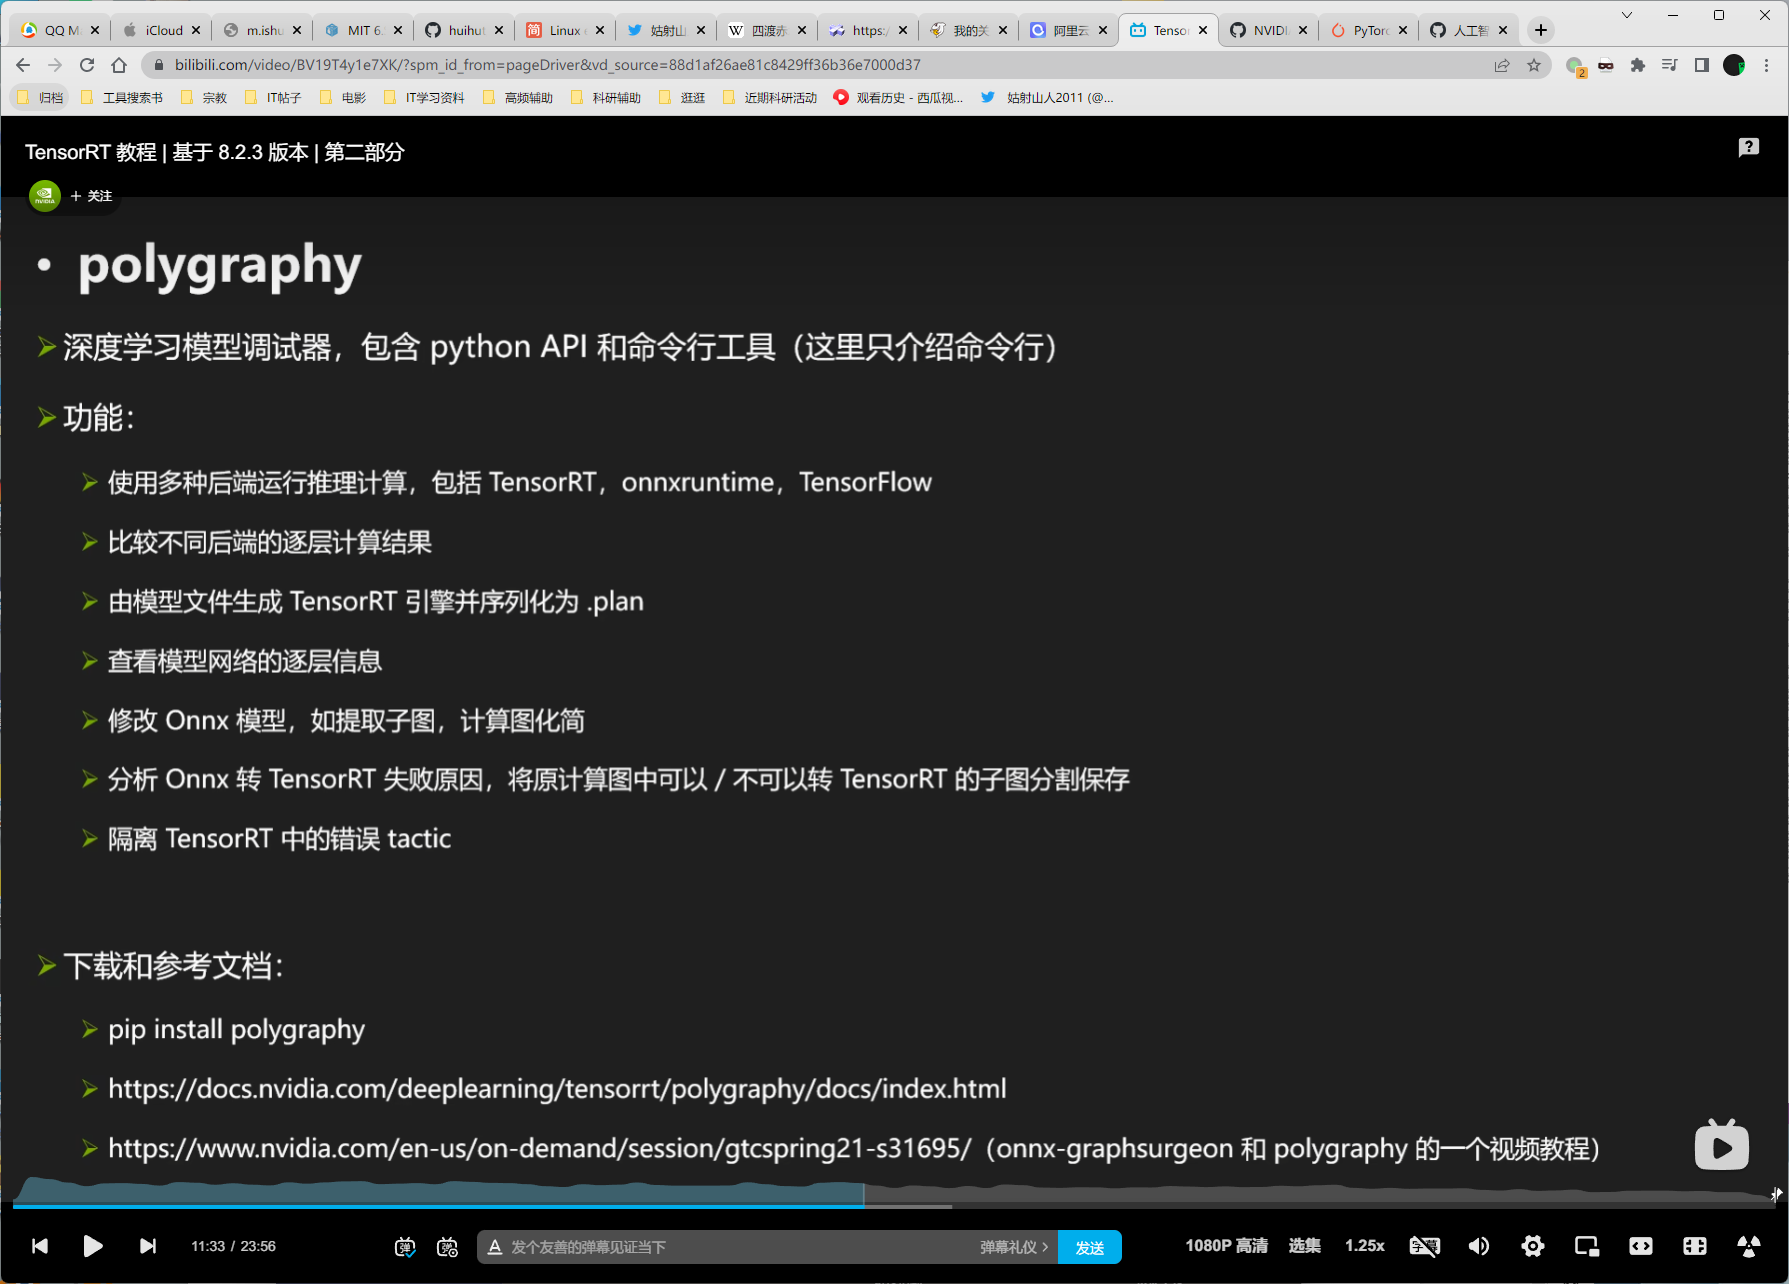 QQ M
iCloud
m.ishu
MIT 6.
huihut
Linux
姑射山
四渡赤
https:/
我的关
阿里云
Tensor
NVIDI
PyTorc
人工智
bilibili.com/video/BV19T4y1e7XK/?spm_id_from=pageDriver&vd_source=88d1af26ae81c8429ff36b36e7000d37
2
归档
工具搜索书
宗教
IT帖子
电影
IT学习资料
高频辅助
科研辅助
逛逛
近期科研活动
观看历史 - 西瓜视...
姑射山人2011 (@...
TensorRT 教程 | 基于 8.2.3 版本 | 第二部分
NVIDIA
+ 关注
• polygraphy
深度学习模型调试器，包含 python API 和命令行工具（这里只介绍命令行）
功能：
使用多种后端运行推理计算，包括 TensorRT，onnxruntime，TensorFlow
比较不同后端的逐层计算结果
由模型文件生成 TensorRT 引擎并序列化为 .plan
查看模型网络的逐层信息
修改 Onnx 模型，如提取子图，计算图化简
分析 Onnx 转 TensorRT 失败原因，将原计算图中可以 / 不可以转 TensorRT 的子图分割保存
隔离 TensorRT 中的错误 tactic
下载和参考文档：
pip install polygraphy
https://docs.nvidia.com/deeplearning/tensorrt/polygraphy/docs/index.html
https://www.nvidia.com/en-us/on-demand/session/gtcspring21-s31695/（onnx-graphsurgeon 和 polygraphy 的一个视频教程）
11:33 / 23:56
弹
弹
A 发个友善的弹幕见证当下
弹幕礼仪 >
发送
1080P 高清
选集
1.25x
字幕